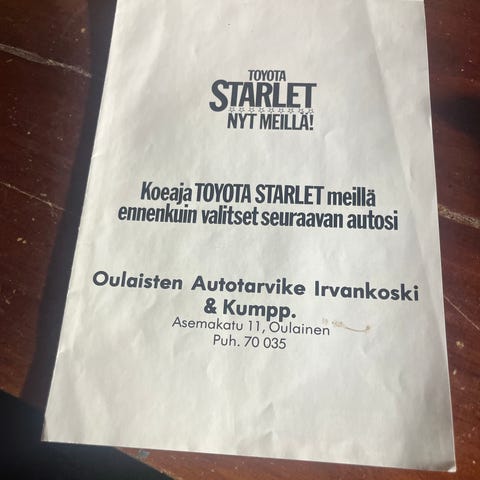 TOYOTA
STARLET
NYT MEILLÄ!
Koeaja TOYOTA STARLET meillä
ennenkuin valitset seuraavan autosi
Oulaisten Autotarvike Irvankoski
& Kumpp.
Asemakatu 11, Oulainen
Puh. 70 035